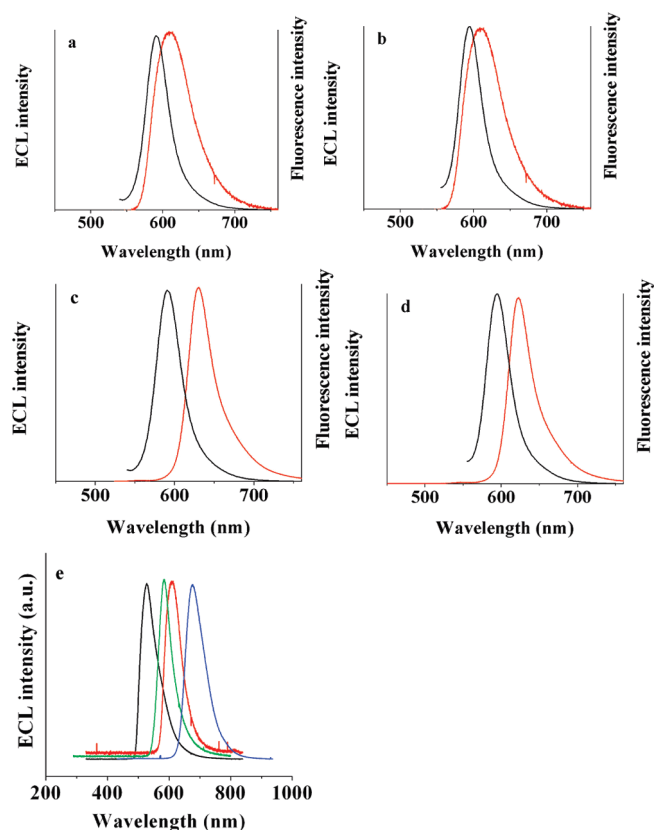 a
ECL intensity
Fluorescence intensity
500 600 700
Wavelength (nm)
b
ECL intensity
Fluorescence intensity
500 600 700
Wavelength (nm)
c
ECL intensity
Fluorescence intensity
500 600 700
Wavelength (nm)
d
ECL intensity
Fluorescence intensity
500 600 700
Wavelength (nm)
e
ECL intensity (a.u.)
200 400 600 800 1000
Wavelength (nm)